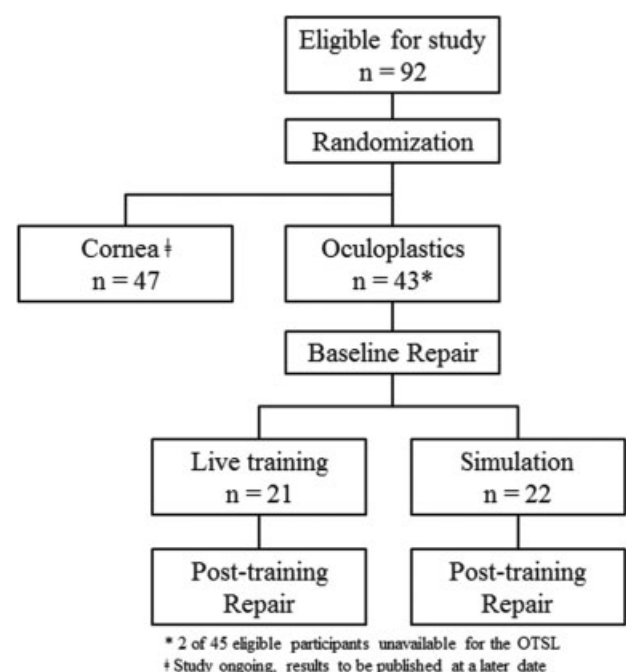 Eligible for study
n = 92
Randomization
Cornea ǂ
n = 47
Oculoplastics
n = 43*
Baseline Repair
Live training
n = 21
Simulation
n = 22
Post-training
Repair
Post-training
Repair
* 2 of 45 eligible participants unavailable for the OTSL
ǂ Study ongoing, results to be published at a later date